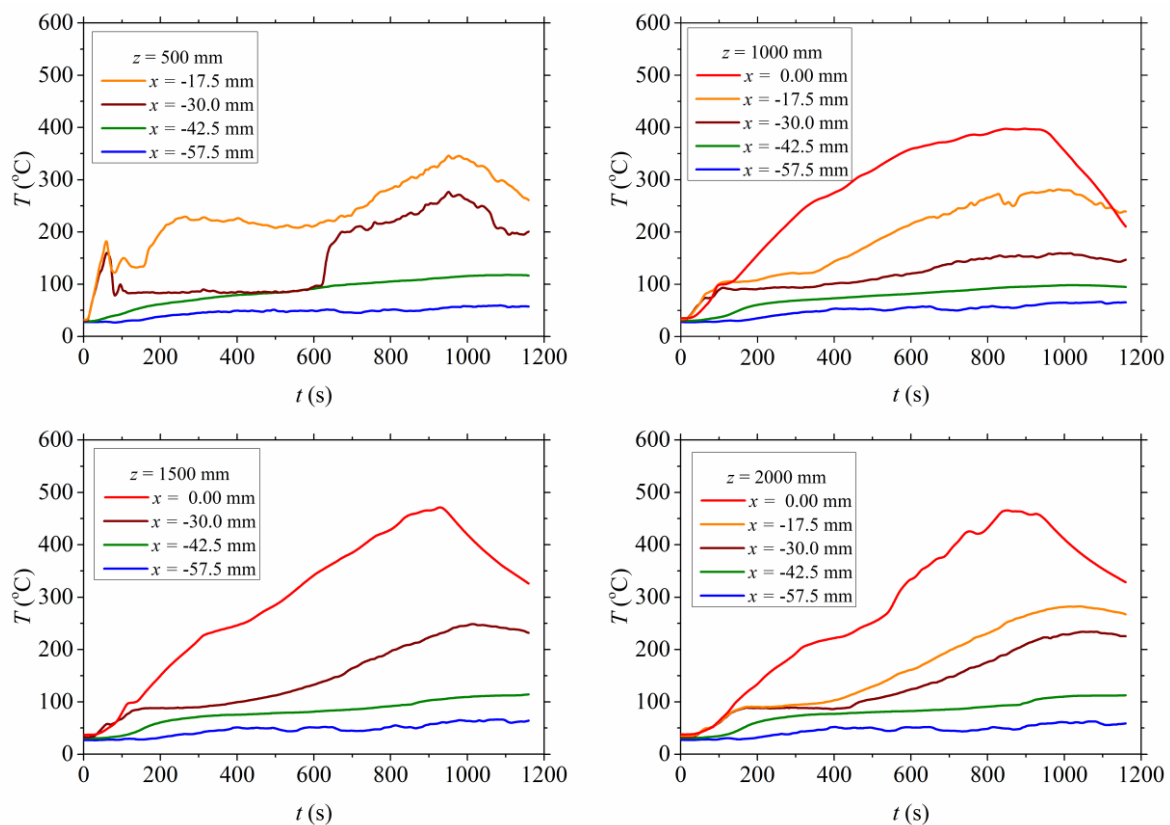 600
500
400
300
200
100
0
T (°C)
z = 500 mm
x = -17.5 mm
x = -30.0 mm
x = -42.5 mm
x = -57.5 mm
0 200 400 600 800 1000 1200
t (s)
600
500
400
300
200
100
0
T (°C)
z = 1000 mm
x = 0.00 mm
x = -17.5 mm
x = -30.0 mm
x = -42.5 mm
x = -57.5 mm
0 200 400 600 800 1000 1200
t (s)
600
500
400
300
200
100
0
T (°C)
z = 1500 mm
x = 0.00 mm
x = -30.0 mm
x = -42.5 mm
x = -57.5 mm
0 200 400 600 800 1000 1200
t (s)
600
500
400
300
200
100
0
T (°C)
z = 2000 mm
x = 0.00 mm
x = -17.5 mm
x = -30.0 mm
x = -42.5 mm
x = -57.5 mm
0 200 400 600 800 1000 1200
t (s)